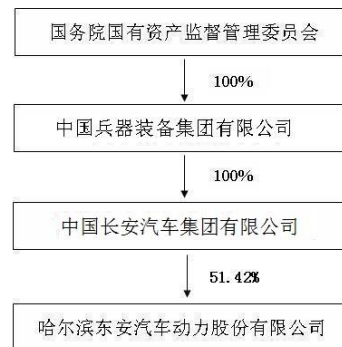 国务院国有资产监督管理委员会
100%
中国兵器装备集团有限公司
100%
中国长安汽车集团有限公司
51.42%
哈尔滨东安汽车动力股份有限公司